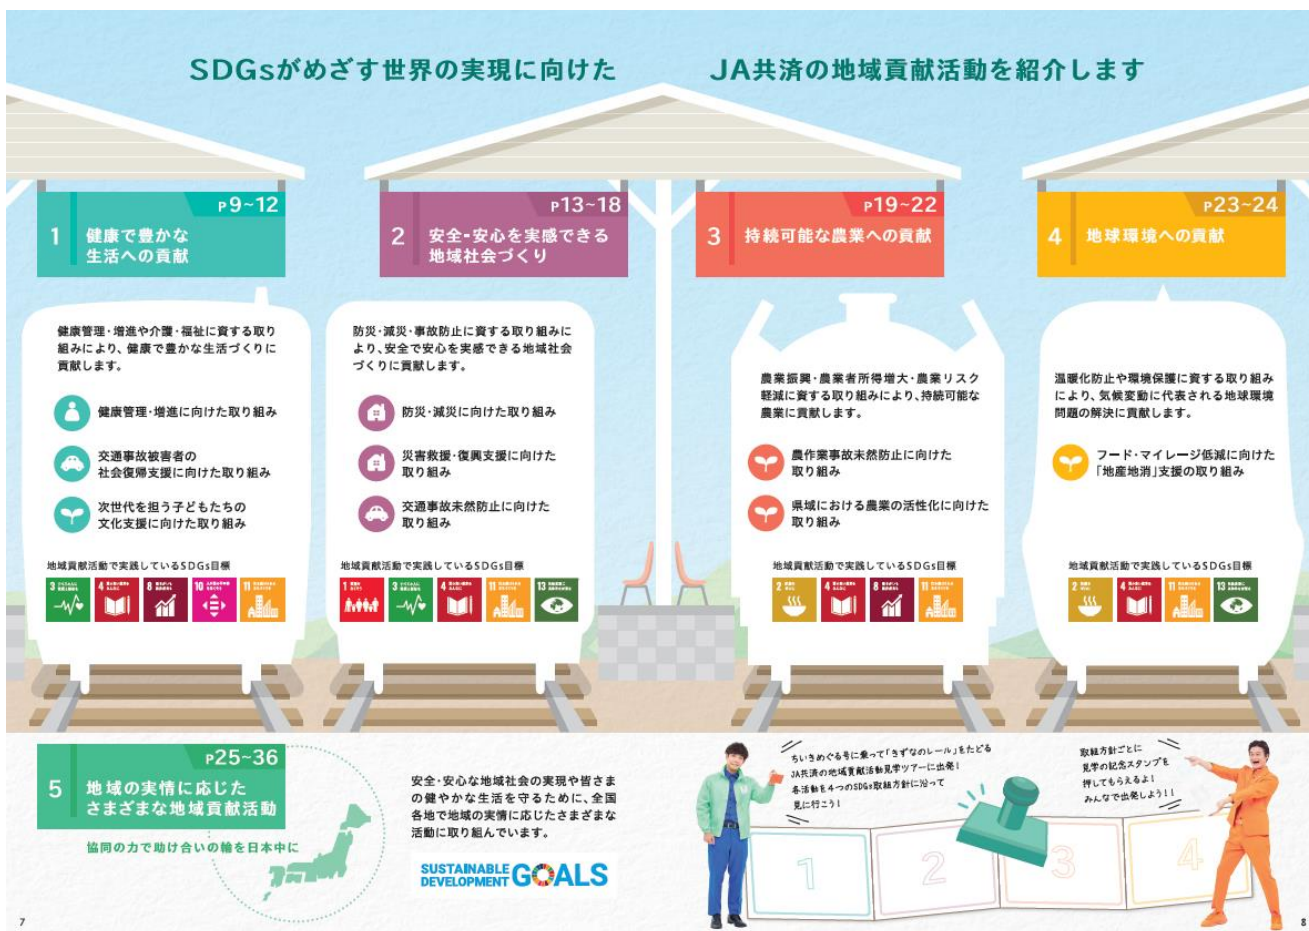 SDGsがめざす世界の実現に向けた
JA共済の地域貢献活動を紹介します
P9~12
1
健康で豊かな
生活への貢献
健康管理・増進や介護・福祉に資する取り
組みにより、健康で豊かな生活づくりに
貢献します。
健康管理・増進に向けた取り組み
交通事故被害者の
社会復帰支援に向けた取り組み
次世代を担う子どもたちの
文化支援に向けた取り組み
地域貢献活動で実践しているSDGs目標
3
4
8
10
11
P13~18
2
安全・安心を実感できる
地域社会づくり
防災・減災・事故防止に資する取り組みに
より、安全で安心を実感できる地域社会
づくりに貢献します。
防災・減災に向けた取り組み
災害救援・復興支援に向けた
取り組み
交通事故未然防止に向けた
取り組み
地域貢献活動で実践しているSDGs目標
1
3
4
11
13
P19~22
3
持続可能な農業への貢献
農業振興・農業者所得増大・農業リスク
軽減に資する取り組みにより、持続可能な
農業に貢献します。
農作業事故未然防止に向けた
取り組み
県域における農業の活性化に向けた
取り組み
地域貢献活動で実践しているSDGs目標
2
4
8
11
P23~24
4
地球環境への貢献
温暖化防止や環境保護に資する取り組み
により、気候変動に代表される地球環境
問題の解決に貢献します。
フード・マイレージ低減に向けた
「地産地消」支援の取り組み
地域貢献活動で実践しているSDGs目標
2
4
11
13
P25~36
5
地域の実情に応じた
さまざまな地域貢献活動
協同の力で助け合いの輪を日本中に
安全・安心な地域社会の実現や皆さま
の健やかな生活を守るために、全国
各地で地域の実情に応じたさまざまな
活動に取り組んでいます。
SUSTAINABLE
DEVELOPMENT GOALS
ちいきめぐる号に乗って「きずなのレール」をたどる
JA共済の地域貢献活動見学ツアーに出発！
各活動を4つのSDGs取組方針に沿って
見に行こう！
取組方針ごとに
見学の記念スタンプを
押してもらえるよ！
みんなで出発しよう！！
1
2
3
4
7
8